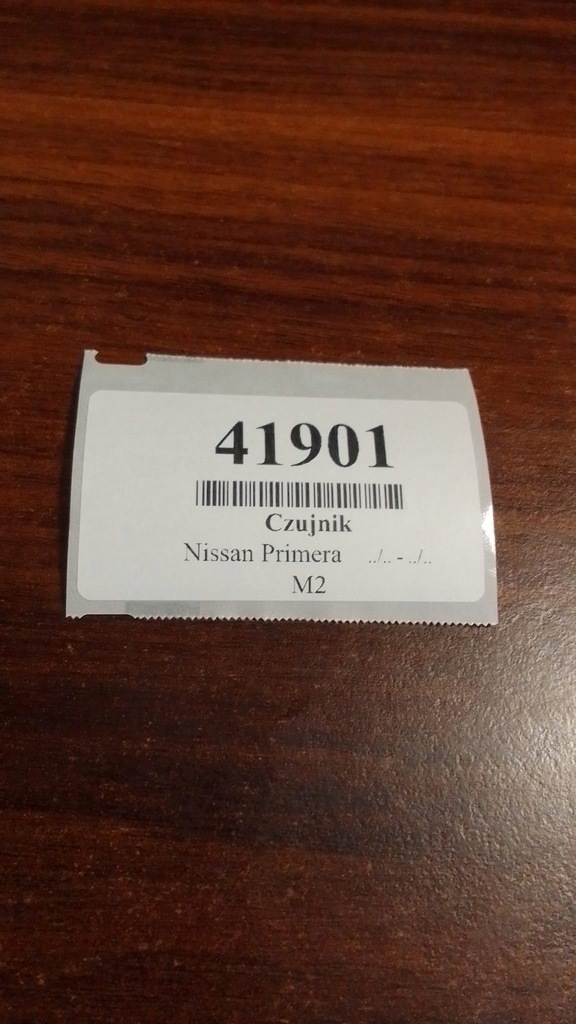 41901
Czujnik
Nissan Primera ../.. - ../..
M2